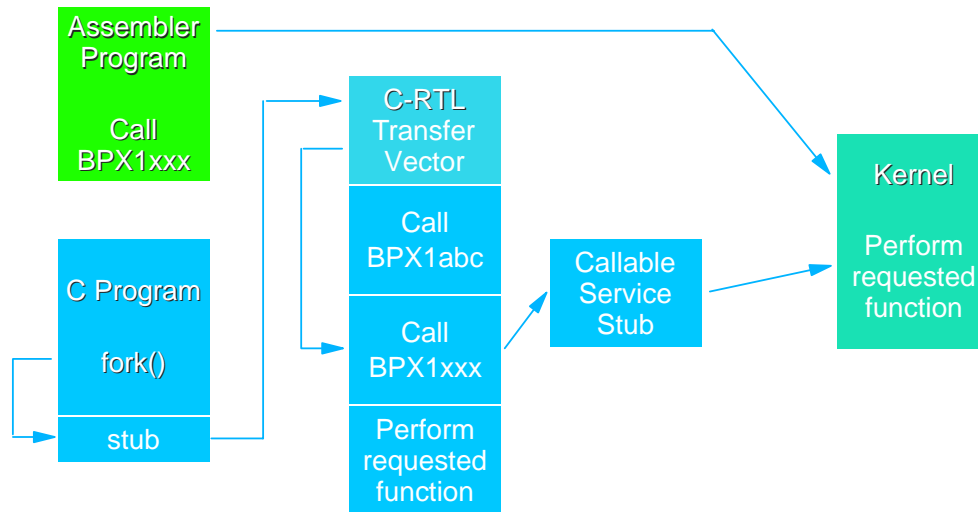 Assembler
Program
Call
BPX1xxx
C Program
fork()
stub
C-RTL
Transfer
Vector
Call
BPX1abc
Call
BPX1xxx
Perform
requested
function
Callable
Service
Stub
Kernel
Perform
requested
function